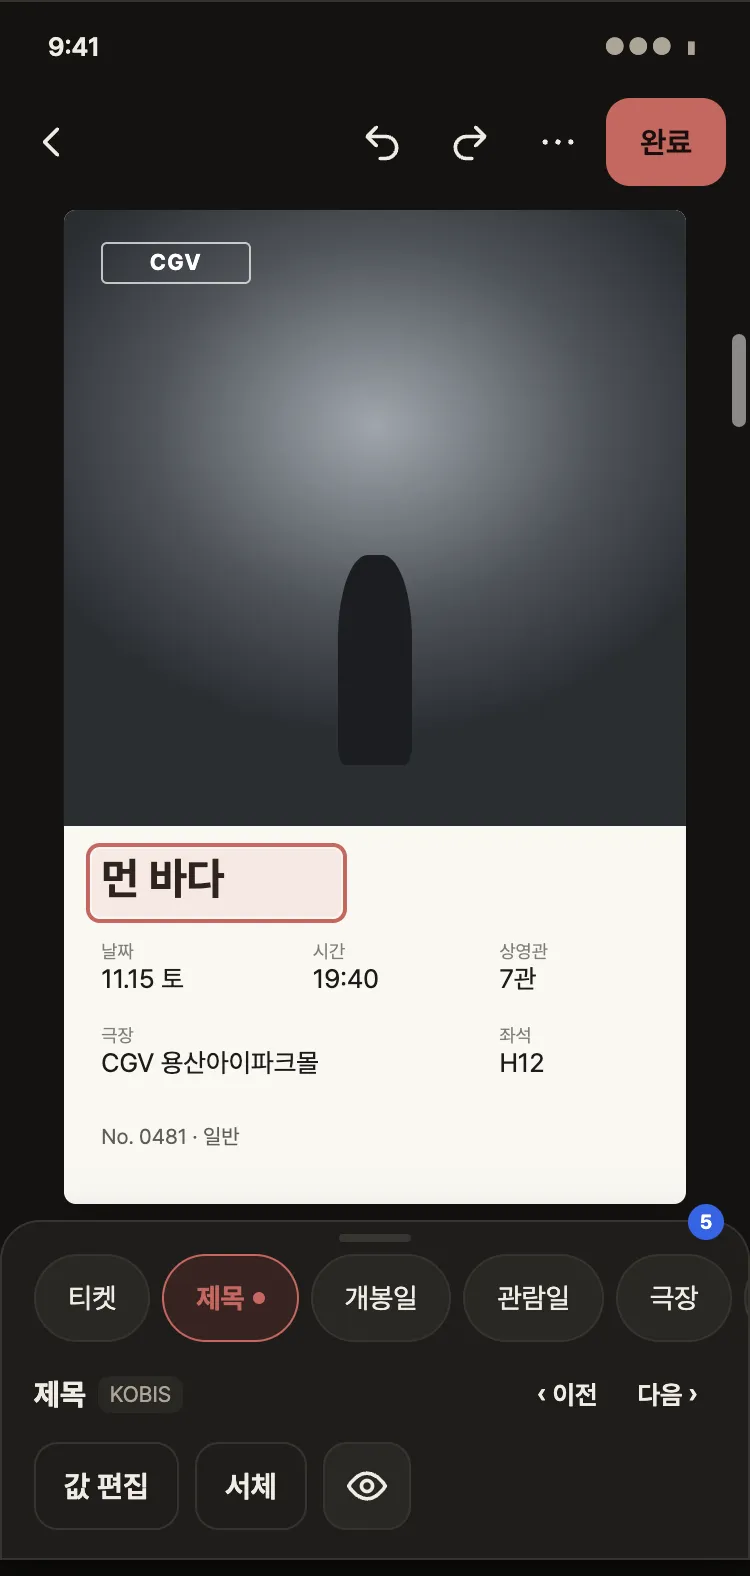 9:41
완료
CGV
먼 바다
날짜 시간 상영관
11.15 토 19:40 7관
극장 좌석
CGV 용산아이파크몰 H12
No. 0481 · 일반
5
티켓 제목 개봉일 관람일 극장
제목 KOBIS ‹ 이전 다음 ›
값 편집 서체